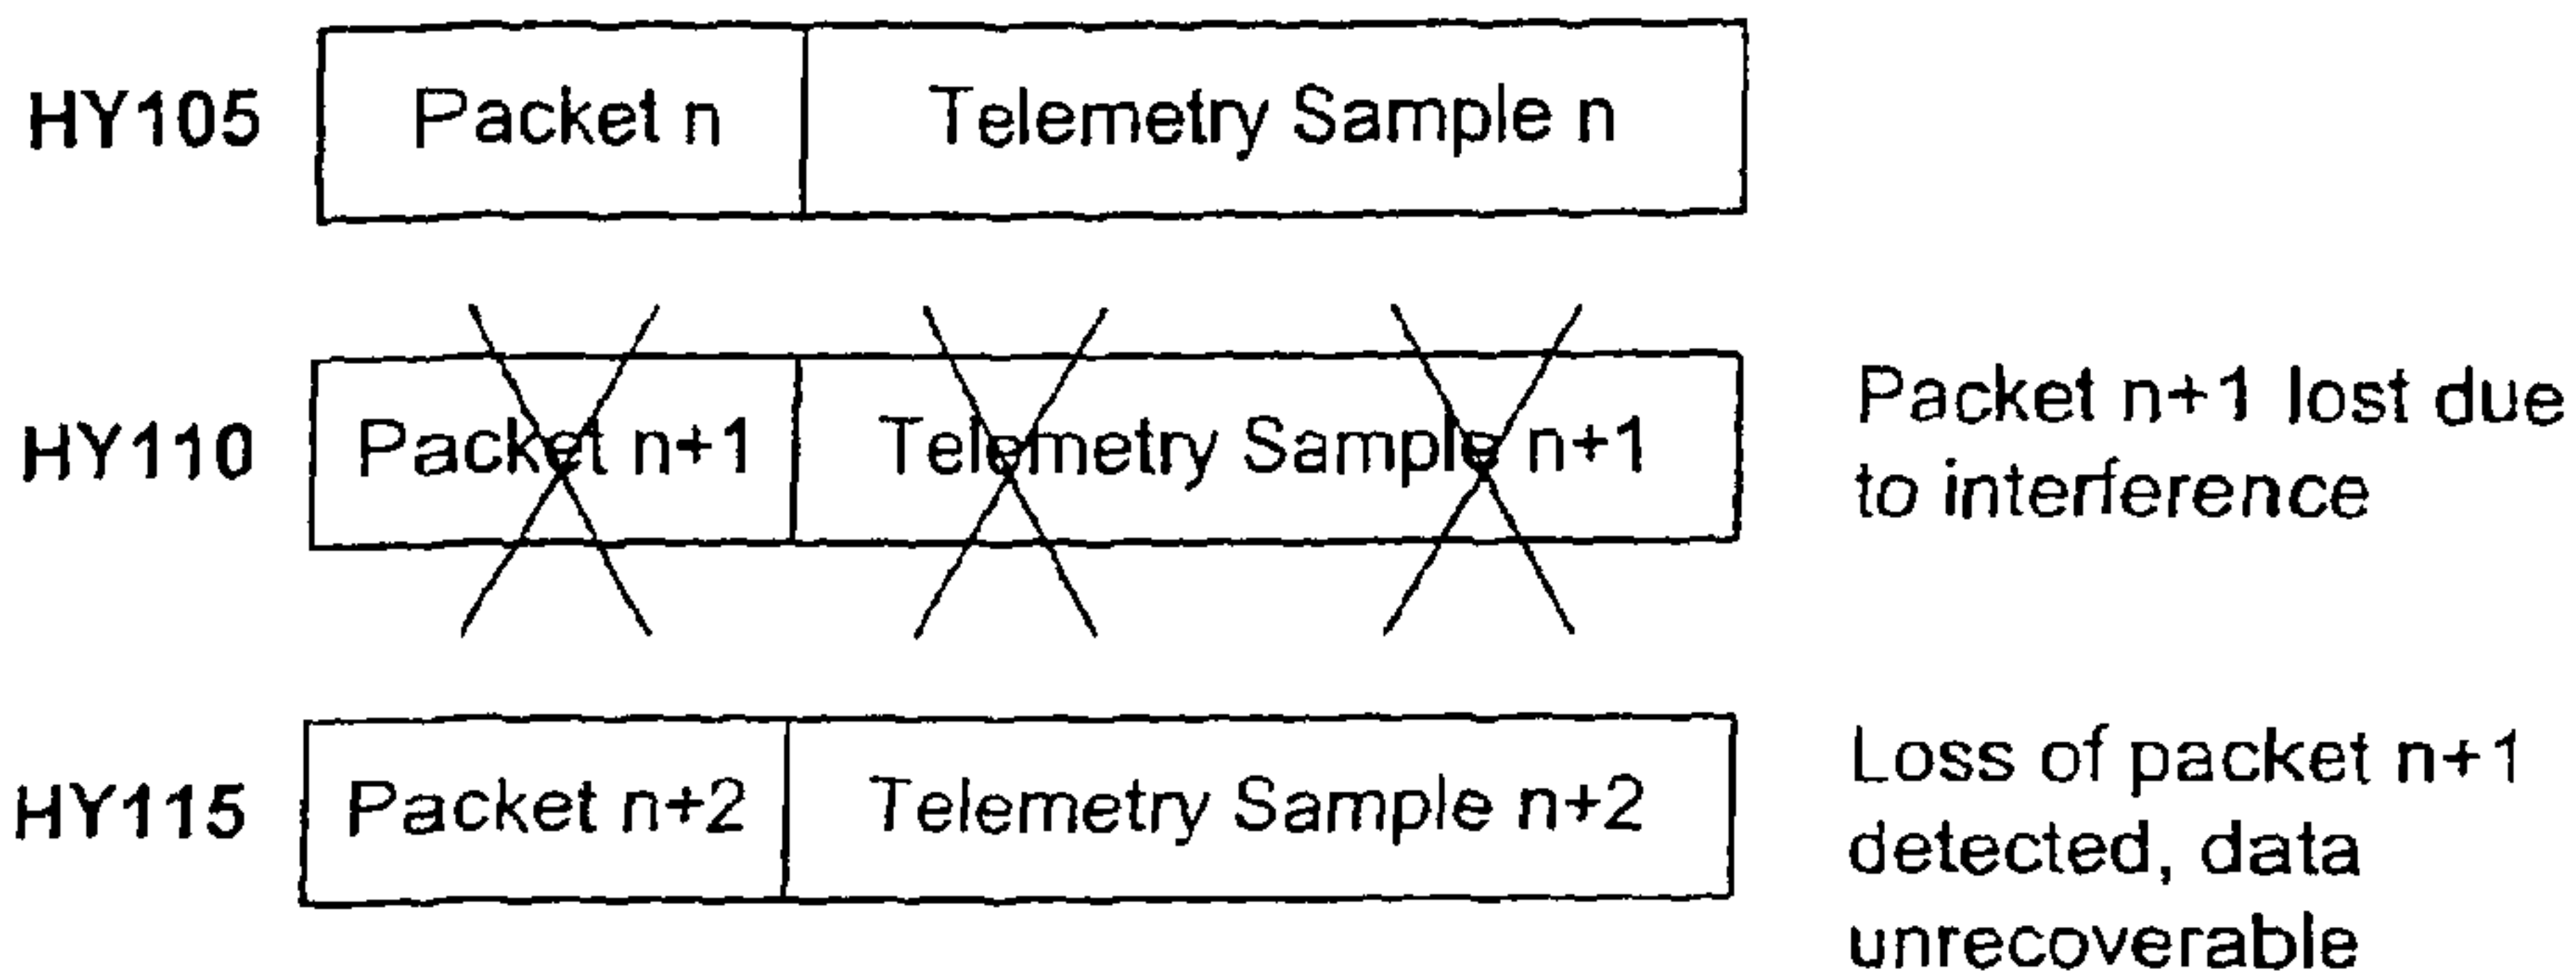 HY105 Packet n Telemetry Sample n
HY110 Packet n+1 Telemetry Sample n+1
Packet n+1 lost due
to interference
HY115 Packet n+2 Telemetry Sample n+2
Loss of packet n+1
detected, data
unrecoverable